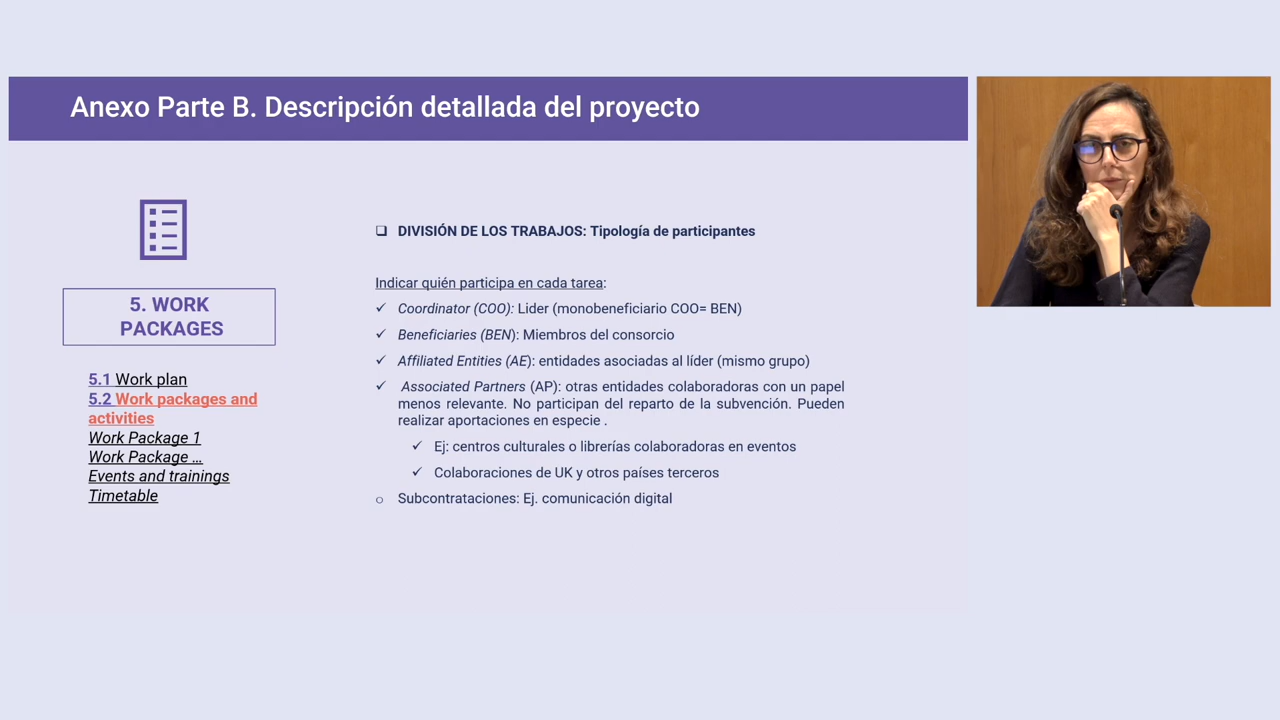 Anexo Parte B. Descripción detallada del proyecto
5. WORK
PACKAGES
5.1 Work plan
5.2 Work packages and
activities
Work Package 1
Work Package ...
Events and trainings
Timetable
DIVISIÓN DE LOS TRABAJOS: Tipología de participantes
Indicar quién participa en cada tarea:
Coordinator (COO): Lider (monobeneficiario COO= BEN)
Beneficiaries (BEN): Miembros del consorcio
Affiliated Entities (AE): entidades asociadas al líder (mismo grupo)
Associated Partners (AP): otras entidades colaboradoras con un papel
menos relevante. No participan del reparto de la subvención. Pueden
realizar aportaciones en especie .
Ej: centros culturales o librerías colaboradoras en eventos
Colaboraciones de UK y otros países terceros
Subcontrataciones: Ej. comunicación digital